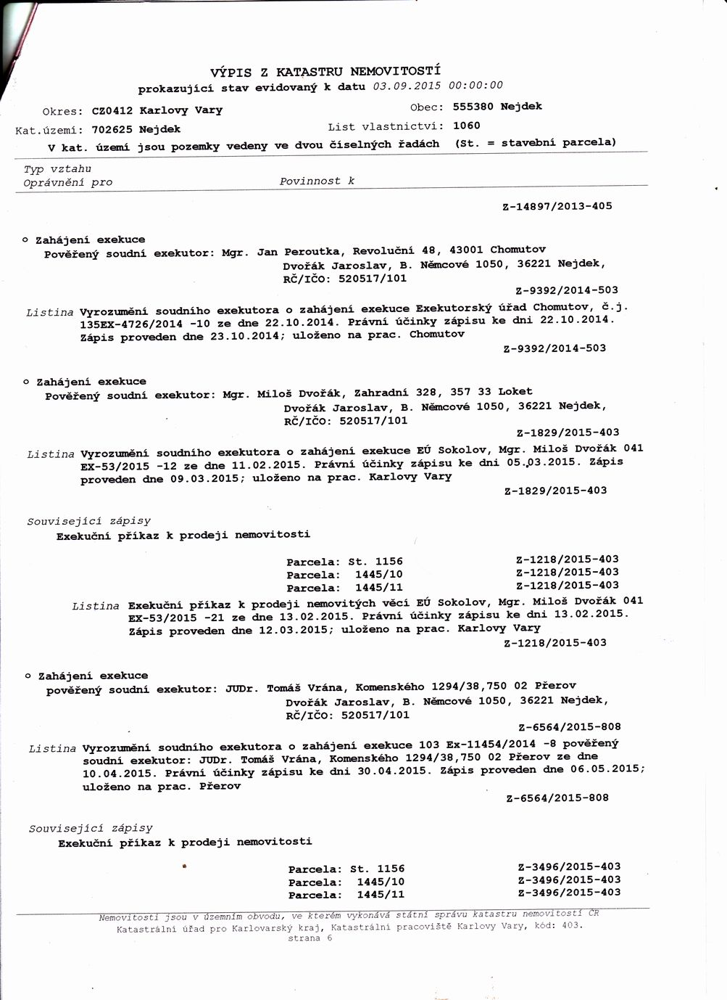 VÝPIS Z KATASTRU NEMOVITOSTÍ
prokazující stav evidovaný k datu 03.09.2015 00:00:00
Okres: CZ0412 Karlovy Vary Obec: 555380 Nejdek
Kat.území: 702625 Nejdek List vlastnictví: 1060
V kat. území jsou pozemky vedeny ve dvou číselných řadách (St. = stavební parcela)
Typ vztahu
Oprávnění pro Povinnost k
Z-14897/2013-405
o Zahájení exekuce
Pověřený soudní exekutor: Mgr. Jan Peroutka, Revoluční 48, 43001 Chomutov
Dvořák Jaroslav, B. Němcové 1050, 36221 Nejdek,
RČ/IČO: 520517/101
Z-9392/2014-503
Listina Vyrozumění soudního exekutora o zahájení exekuce Exekutorský úřad Chomutov, č.j.
135EX-4726/2014 -10 ze dne 22.10.2014. Právní účinky zápisu ke dni 22.10.2014.
Zápis proveden dne 23.10.2014; uloženo na prac. Chomutov
Z-9392/2014-503
o Zahájení exekuce
Pověřený soudní exekutor: Mgr. Miloš Dvořák, Zahradní 328, 357 33 Loket
Dvořák Jaroslav, B. Němcové 1050, 36221 Nejdek,
RČ/IČO: 520517/101
Z-1829/2015-403
Listina Vyrozumění soudního exekutora o zahájení exekuce EÚ Sokolov, Mgr. Miloš Dvořák 041
EX-53/2015 -12 ze dne 11.02.2015. Právní účinky zápisu ke dni 05.03.2015. Zápis
proveden dne 09.03.2015; uloženo na prac. Karlovy Vary
Z-1829/2015-403
Související zápisy
Exekuční příkaz k prodeji nemovitosti
Parcela: St. 1156 Z-1218/2015-403
Parcela: 1445/10 Z-1218/2015-403
Parcela: 1445/11 Z-1218/2015-403
Listina Exekuční příkaz k prodeji nemovitých věcí EÚ Sokolov, Mgr. Miloš Dvořák 041
EX-53/2015 -21 ze dne 13.02.2015. Právní účinky zápisu ke dni 13.02.2015.
Zápis proveden dne 12.03.2015; uloženo na prac. Karlovy Vary
Z-1218/2015-403
o Zahájení exekuce
pověřený soudní exekutor: JUDr. Tomáš Vrána, Komenského 1294/38,750 02 Přerov
Dvořák Jaroslav, B. Němcové 1050, 36221 Nejdek,
RČ/IČO: 520517/101
Z-6564/2015-808
Listina Vyrozumění soudního exekutora o zahájení exekuce 103 Ex-11454/2014 -8 pověřený
soudní exekutor: JUDr. Tomáš Vrána, Komenského 1294/38,750 02 Přerov ze dne
10.04.2015. Právní účinky zápisu ke dni 30.04.2015. Zápis proveden dne 06.05.2015;
uloženo na prac. Přerov
Z-6564/2015-808
Související zápisy
Exekuční příkaz k prodeji nemovitosti
Parcela: St. 1156 Z-3496/2015-403
Parcela: 1445/10 Z-3496/2015-403
Parcela: 1445/11 Z-3496/2015-403
Nemovitosti jsou v územním obvodu, ve kterém vykonává státní správu katastru nemovitostí ČR
Katastrální úřad pro Karlovarský kraj, Katastrální pracoviště Karlovy Vary, kód: 403.
strana 6